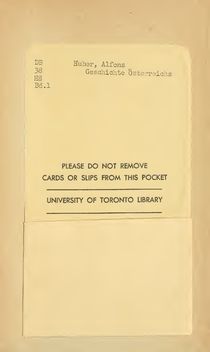 DB Huber, Alfons
38 Geschichte Österreichs
H8
Bd.1
PLEASE DO NOT REMOVE
CARDS OR SLIPS FROM THIS POCKET
UNIVERSITY OF TORONTO LIBRARY